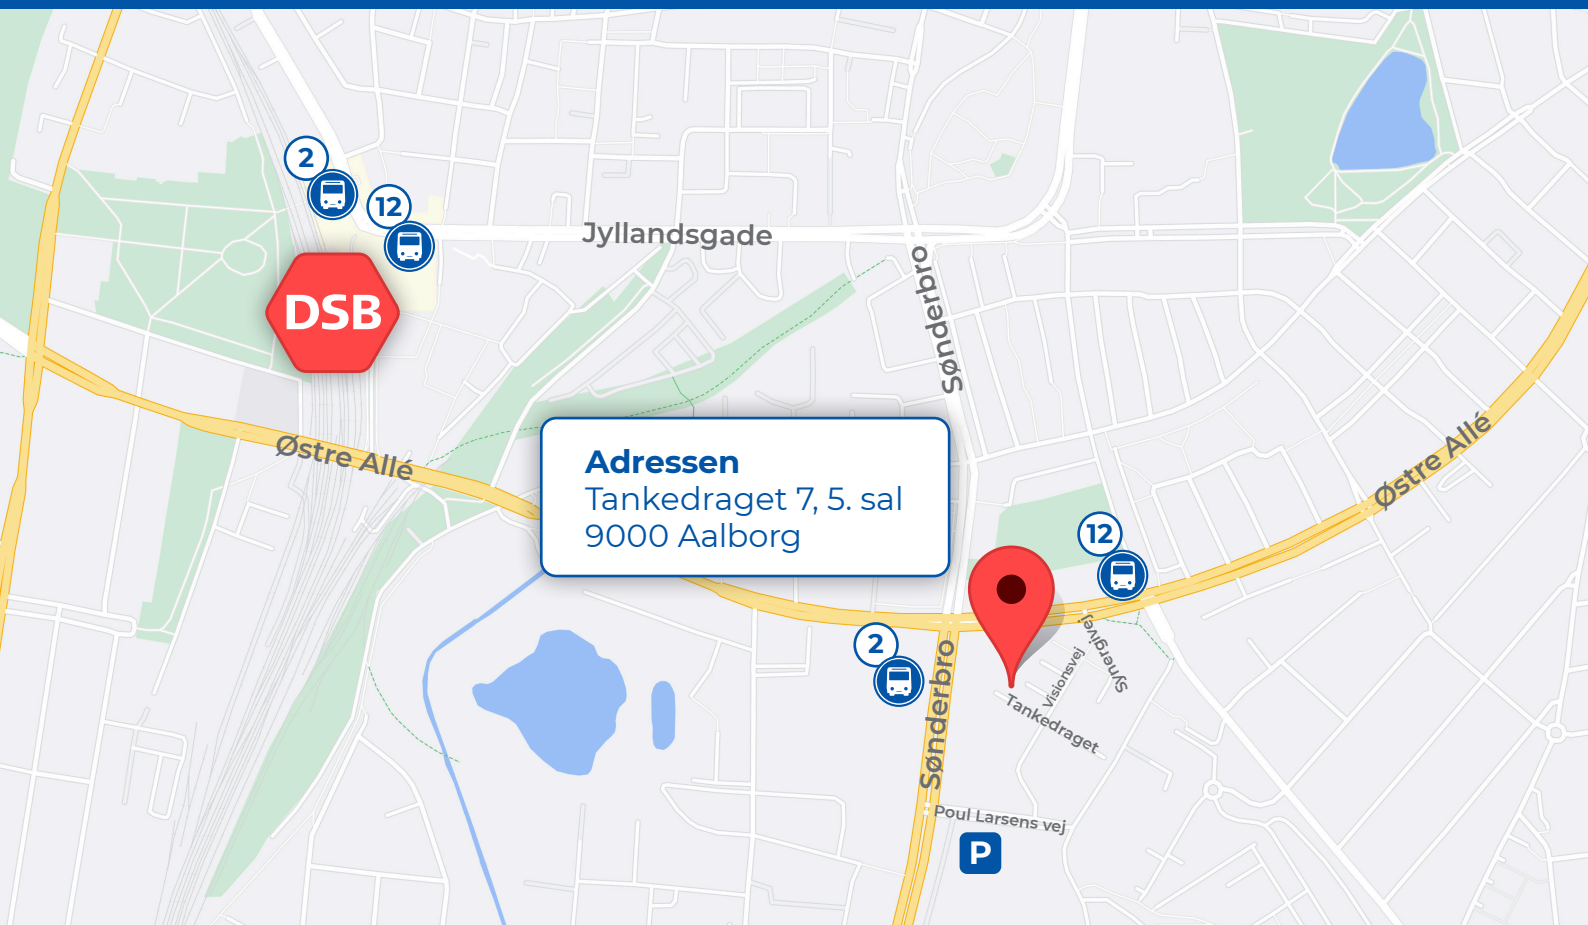 2
12
Jyllandsgade
DSB
Sønderbro
Østre Allé
Østre Allé
Adressen
Tankedraget 7, 5. sal
9000 Aalborg
12
2
Sønderbro
Synergivej
Visionsvej
Tankedraget
Poul Larsens vej
P